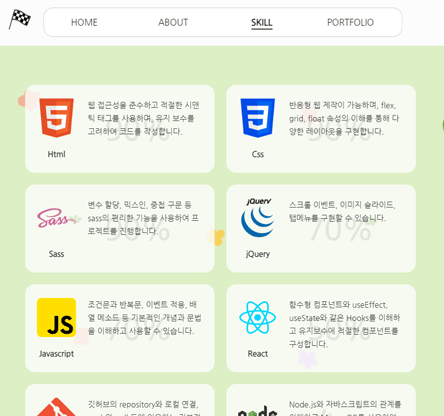 HOME
ABOUT
SKILL
PORTFOLIO
웹 접근성을 준수하고 적절한 시맨
틱 태그를 사용하며, 유지 보수를
고려하여 코드를 작성합니다.
90%
Html
반응형 웹 제작이 가능하며, flex,
grid, float 속성의 이해를 통해 다
양한 레이아웃을 구현합니다.
Css
변수 할당, 믹스인, 중첩 구문 등
sass의 편리한 기능을 사용하여 프
로젝트를 진행합니다.
Sass
Sass
jQuery
스크롤 이벤트, 이미지 슬라이드,
탭메뉴를 구현할 수 있습니다.
70%
jQuery
JS
조건문과 반복문, 이벤트 적용, 배
열 메소드 등 기본적인 개념과 문법
을 이해하고 사용할 수 있습니다.
70%
Javascript
함수형 컴포넌트와 useEffect,
useState와 같은 Hooks를 이해하
고 유지보수에 적절한 컴포넌트를
구성합니다.
React
깃허브의 repository와 로컬 연결,
node
Node.js와 자바스크립트의 관계를